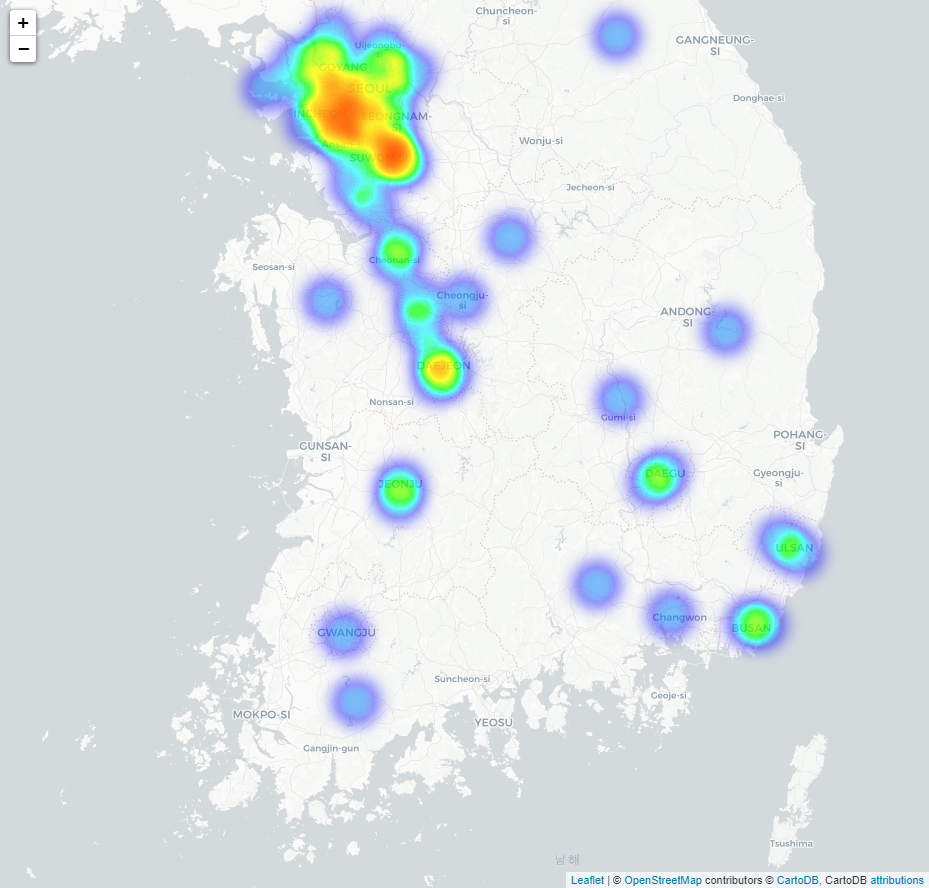 +
−
Chuncheon-
si
GANGNEUNG-
SI
Uijeongbu-
si
GOYANG
SEOUL
Donghae-si
INCHEON
SEONGNAM-
SI
Ansan
SUWON
Wonju-si
Jecheon-si
Cheonan-si
Seosan-si
Cheongju-
si
ANDONG-
SI
DAEJEON
Nonsan-si
Gumi-si
GUNSAN-
SI
POHANG-
SI
JEONJU
DAEGU
Gyeongju-
si
ULSAN
GWANGJU
Changwon
BUSAN
Suncheon-si
Geoje-si
MOKPO-SI
YEOSU
Gangjin-gun
Tsushima
남해
Leaflet | © OpenStreetMap contributors © CartoDB, CartoDB attributions